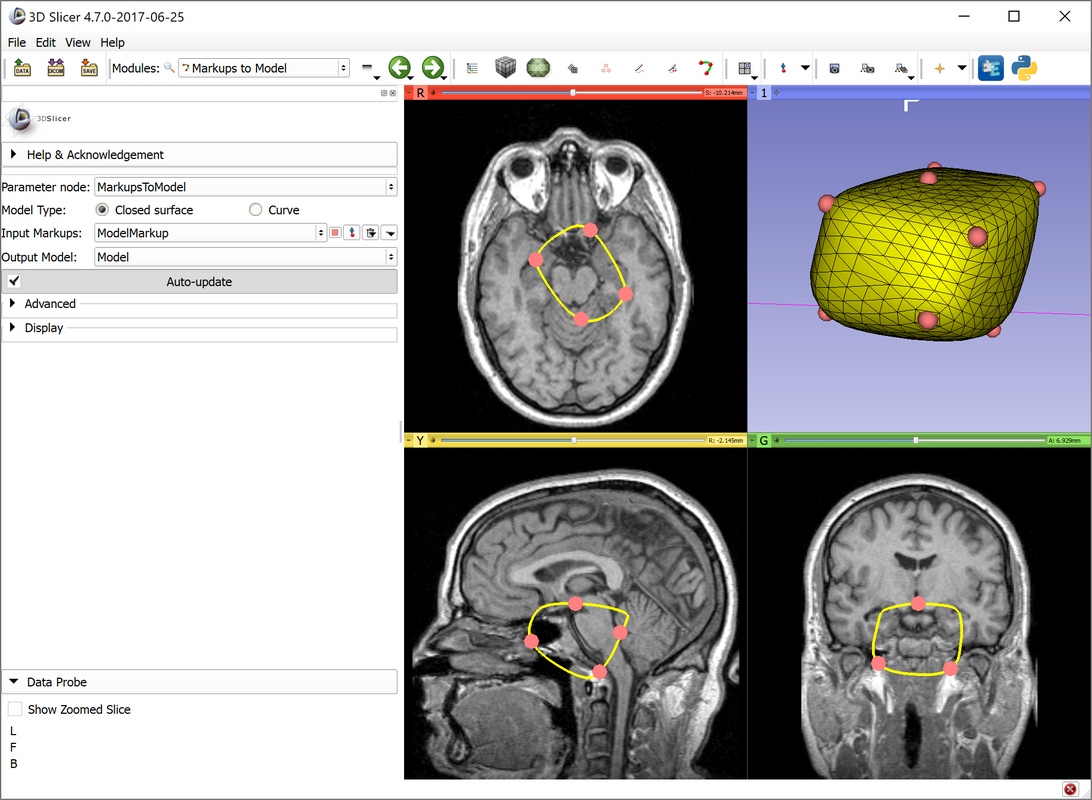 3D Slicer 4.7.0-2017-06-25
File Edit View Help
DATA DICOM SAVE Modules: Markups to Model
3DSlicer
Help & Acknowledgement
Parameter node: MarkupsToModel
Model Type: Closed surface Curve
Input Markups: ModelMarkup
Output Model: Model
Auto-update
Advanced
Display
Data Probe
Show Zoomed Slice
L
F
B
R S: -10.214mm
1
P
Y R: -2.145mm
G A: 6.929mm